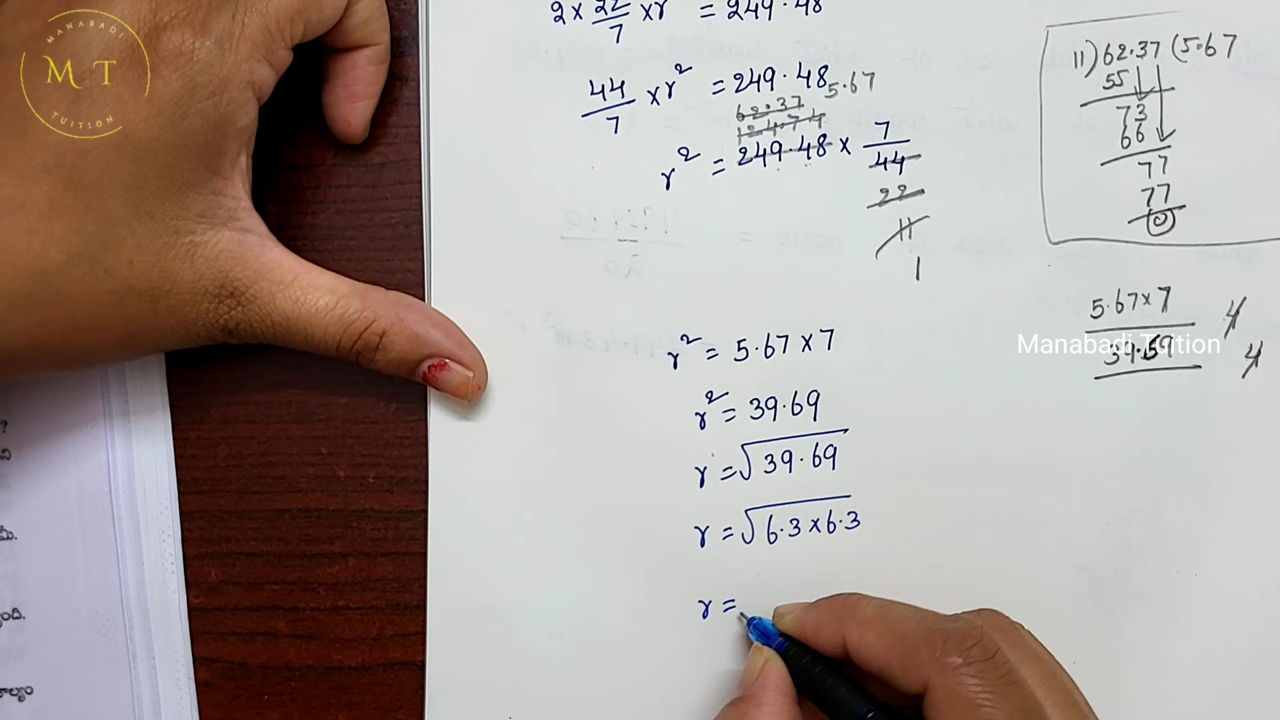 MANABADI
M T
TUITION
2 × 22/7 × r = 249.48
44/7 × r² = 249.48
5.67
62.37
124.74
r² = 249.48 × 7/44
22
11
1
r² = 5.67 × 7
r² = 39.69
r = √39.69
r = √6.3 × 6.3
r =
11) 62.37 (5.67
55
73
66
77
77
0
5.67 × 7
Manabadi Tuition
4
4
?